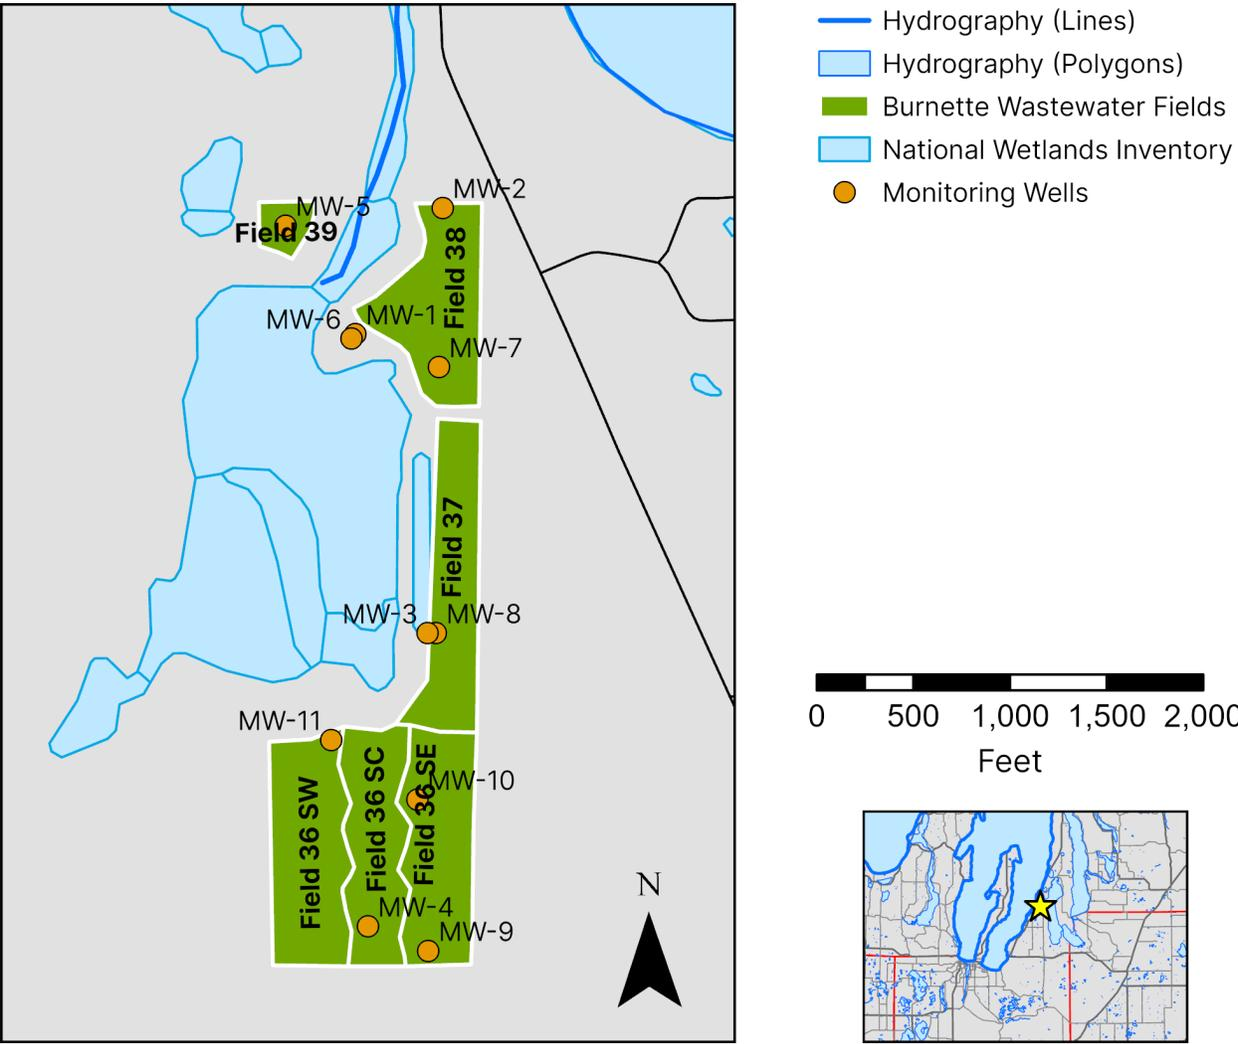 Hydrography (Lines)
Hydrography (Polygons)
Burnette Wastewater Fields
National Wetlands Inventory
Monitoring Wells
MW-2
MW-5
Field 39
Field 38
MW-6
MW-1
MW-7
Field 37
MW-3
MW-8
MW-11
MW-10
Field 36 SW
Field 36 SC
Field 36 SE
MW-4
MW-9
N
0 500 1,000 1,500 2,000
Feet